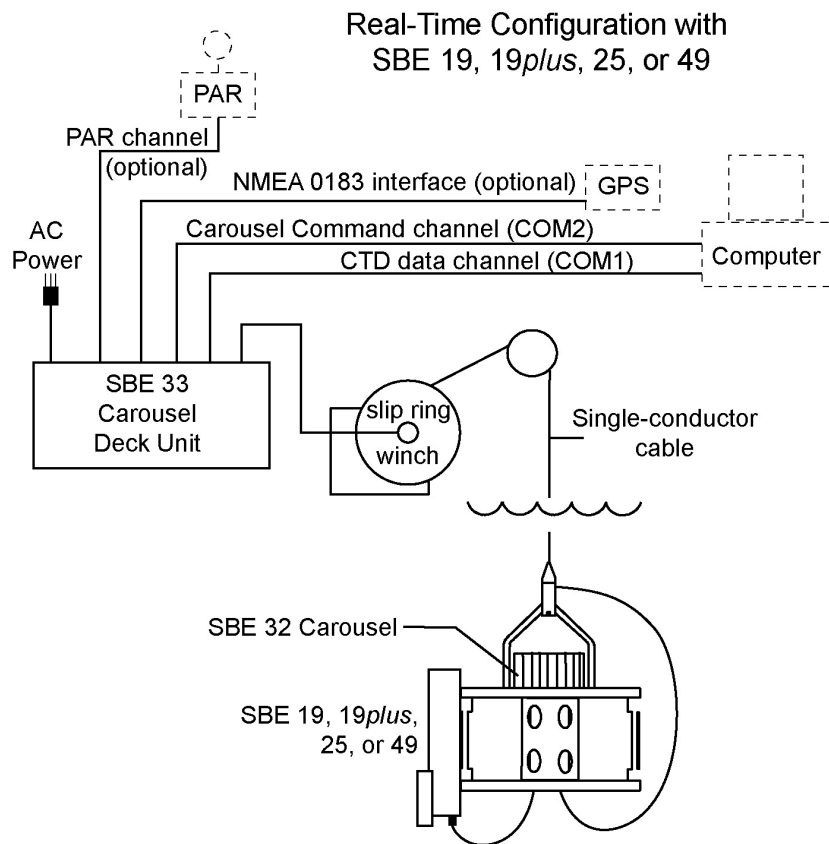 Real-Time Configuration with
SBE 19, 19plus, 25, or 49
PAR
PAR channel
(optional)
NMEA 0183 interface (optional)
GPS
AC
Power
Carousel Command channel (COM2)
CTD data channel (COM1)
Computer
SBE 33
Carousel
Deck Unit
slip ring
winch
Single-conductor
cable
SBE 32 Carousel
SBE 19, 19plus,
25, or 49